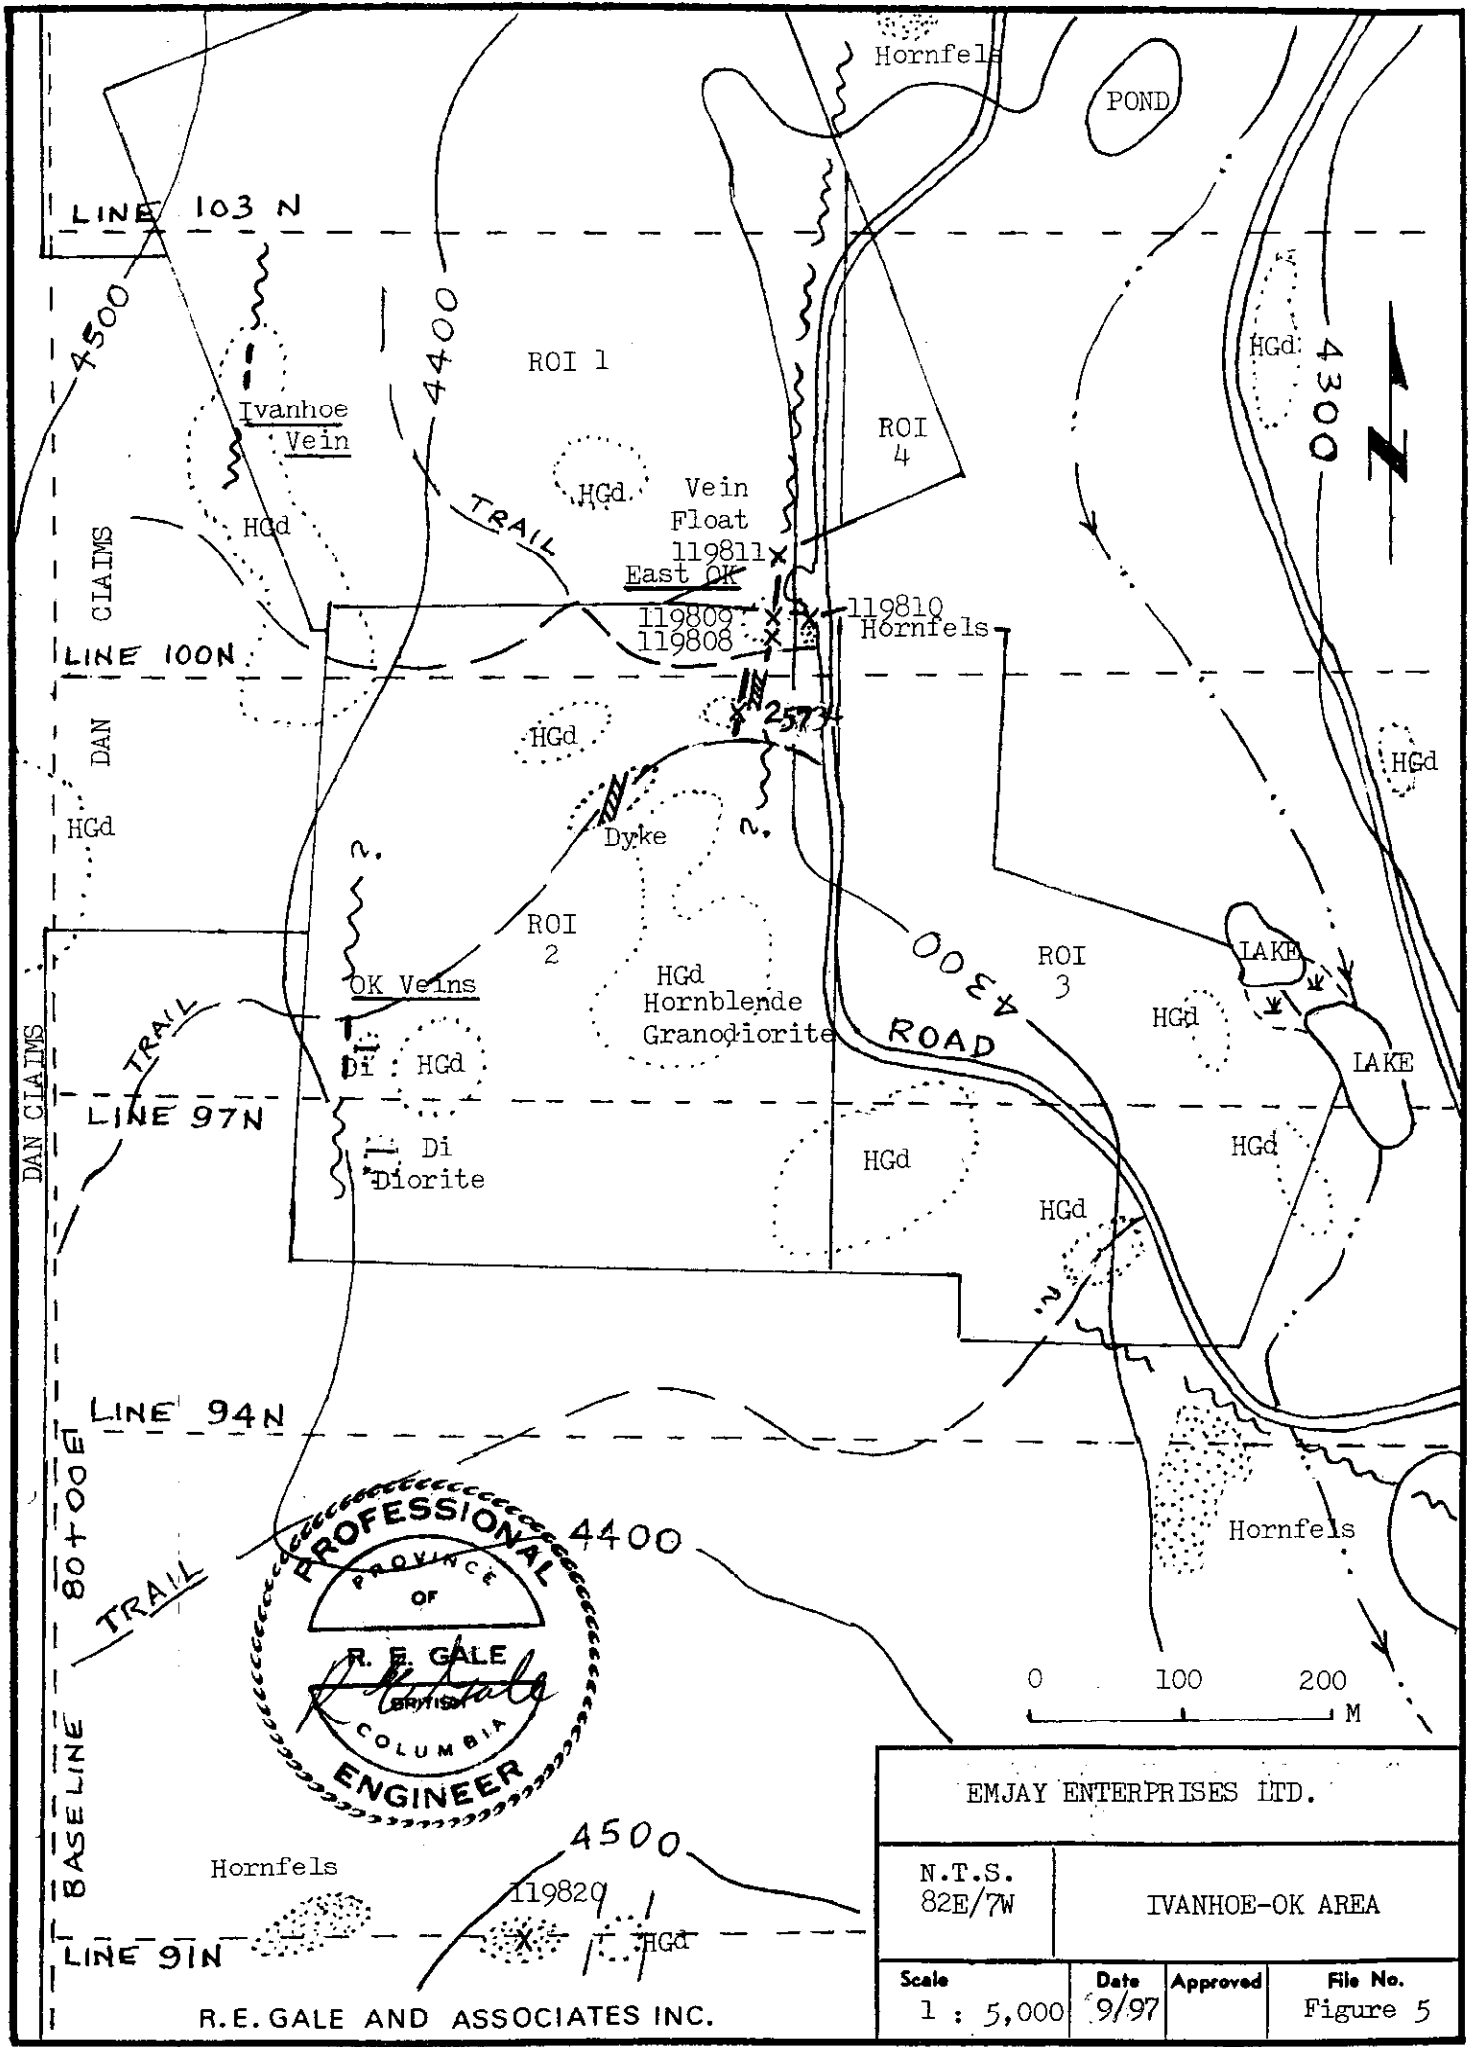 Hornfels
POND
LINE 103 N
4500
4400
ROI 1
HGd
4300
Ivanhoe
Vein
ROI
4
HGd
HGd
Vein
Float
TRAIL
119811
East OK
CLAIMS
119809
119810
119808
Hornfels
LINE 100N
DAN
HGd
2573
HGd
HGd
Dyke
?
?
ROI
2
4300
ROI
3
LAKE
HGd
Hornblende
Granodiorite
OK Veins
TRAIL
HGd
ROAD
LAKE
Di
HGd
DAN CLAIMS
LINE 97N
Di
Diorite
HGd
HGd
HGd
?
LINE 94N
80+00E
Hornfels
4400
TRAIL
PROFESSIONAL
PROVINCE
OF
R. E. GALE
BRITISH
COLUMBIA
ENGINEER
0 100 200
M
BASELINE
4500
Hornfels
119820
HGd
LINE 91N
R.E. GALE AND ASSOCIATES INC.
EMJAY ENTERPRISES LTD.
N.T.S.
82E/7W
IVANHOE-OK AREA
Scale
1 : 5,000
Date
9/97
Approved
File No.
Figure 5
N